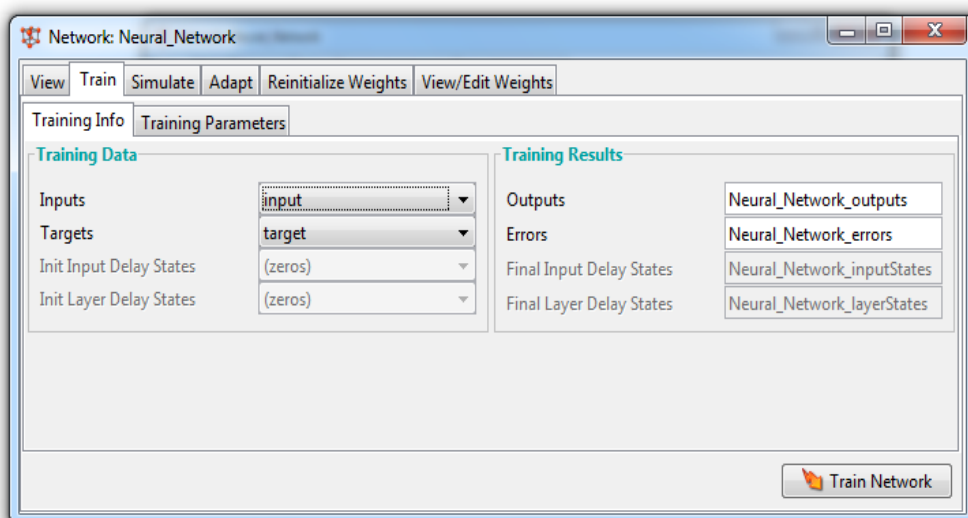 Network: Neural_Network
View Train Simulate Adapt Reinitialize Weights View/Edit Weights
Training Info Training Parameters
Training Data
Inputs input
Targets target
Init Input Delay States (zeros)
Init Layer Delay States (zeros)
Training Results
Outputs Neural_Network_outputs
Errors Neural_Network_errors
Final Input Delay States Neural_Network_inputStates
Final Layer Delay States Neural_Network_layerStates
Train Network